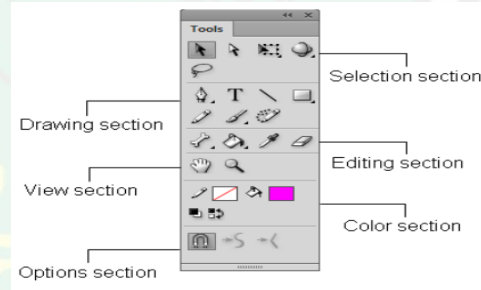 Tools
Selection section
Drawing section
Editing section
View section
Color section
Options section